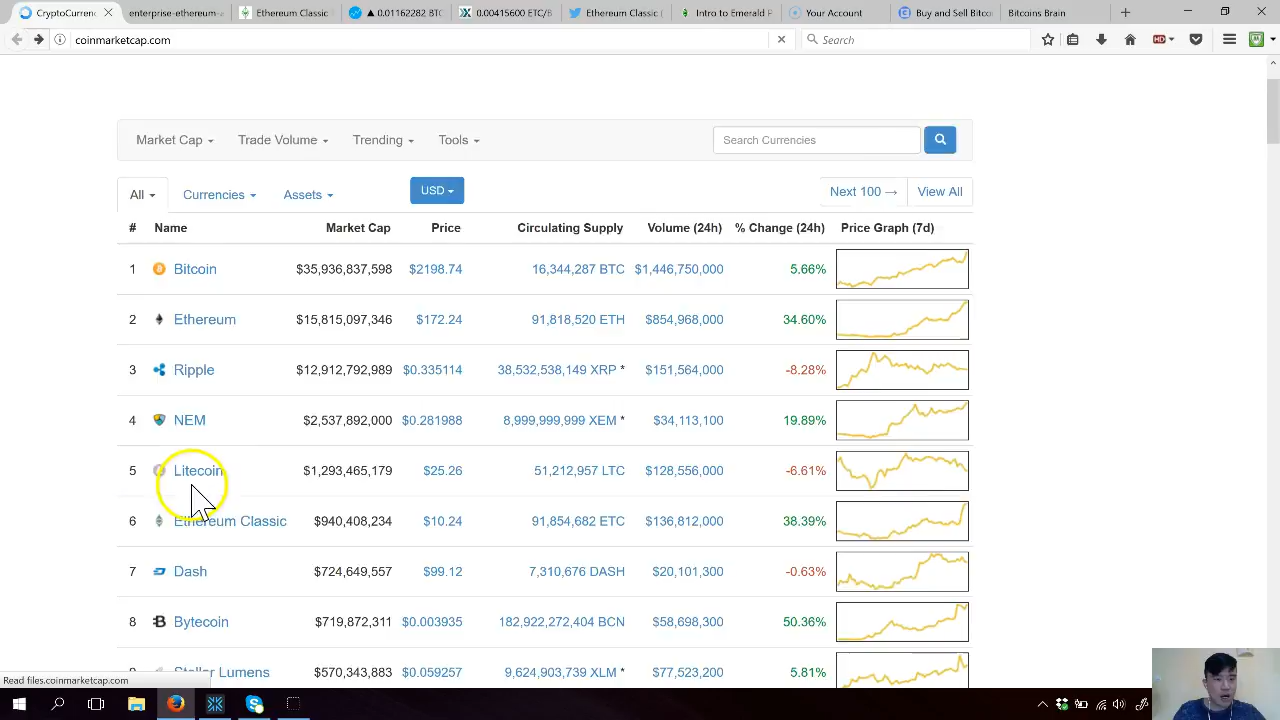 CryptoCurrenc
enterprise-ethereum-
Ethereum Classic
▲0.01162282 BTC
0.00415600 ETC/B
Ethereum Classic (
Introc Emerald P
Your Account
Buy and Sell Bitcoin
Bitcoins Brain
coinmarketcap.com
Search
Market Cap
Trade Volume
Trending
Tools
Search Currencies
All
Currencies
Assets
USD
Next 100 →
View All
# Name Market Cap Price Circulating Supply Volume (24h) % Change (24h) Price Graph (7d)
1 Bitcoin $35,936,837,598 $2198.74 16,344,287 BTC $1,446,750,000 5.66%
2 Ethereum $15,815,097,346 $172.24 91,818,520 ETH $854,968,000 34.60%
3 Ripple $12,912,792,989 $0.335114 38,532,538,149 XRP * $151,564,000 -8.28%
4 NEM $2,537,892,000 $0.281988 8,999,999,999 XEM * $34,113,100 19.89%
5 Litecoin $1,293,465,179 $25.26 51,212,957 LTC $128,556,000 -6.61%
6 Ethereum Classic $940,408,234 $10.24 91,854,682 ETC $136,812,000 38.39%
7 Dash $724,649,557 $99.12 7,310,676 DASH $20,101,300 -0.63%
8 Bytecoin $719,872,311 $0.003935 182,922,272,404 BCN $58,698,300 50.36%
Stellar Lumens $570,343,883 $0.059257 9,624,903,739 XLM * $77,523,200 5.81%
Read files.coinmarketcap.com